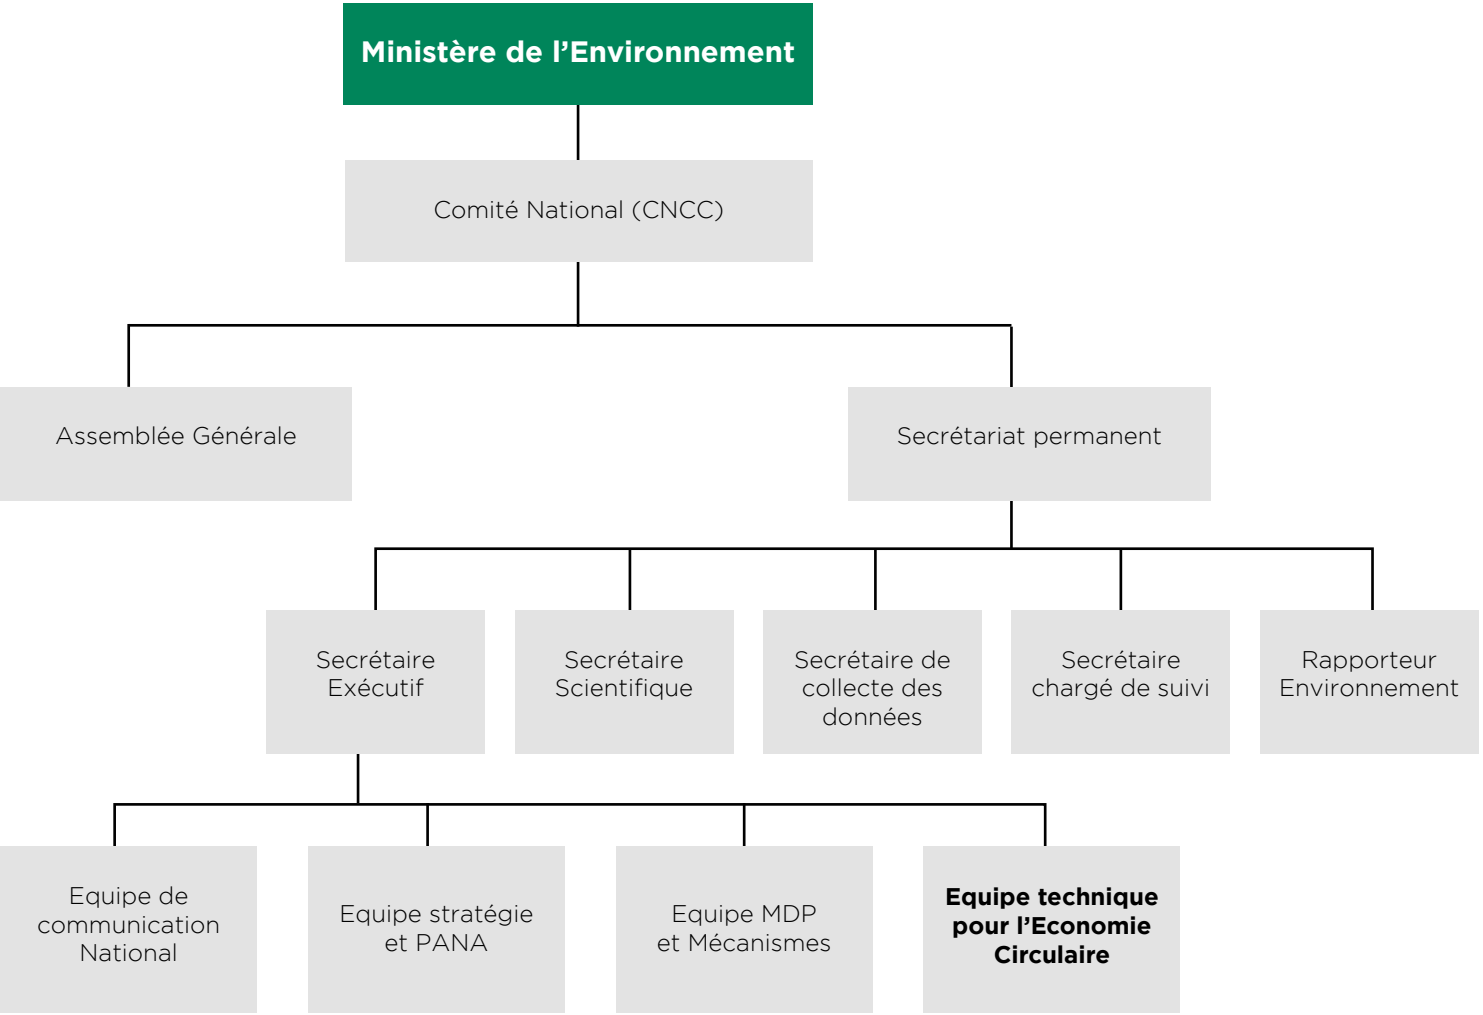 Ministère de l’Environnement
Comité National (CNCC)
Assemblée Générale
Secrétariat permanent
Secrétaire
Exécutif
Secrétaire
Scientifique
Secrétaire de
collecte des
données
Secrétaire
chargé de suivi
Rapporteur
Environnement
Equipe de
communication
National
Equipe stratégie
et PANA
Equipe MDP
et Mécanismes
Equipe technique
pour l’Economie
Circulaire